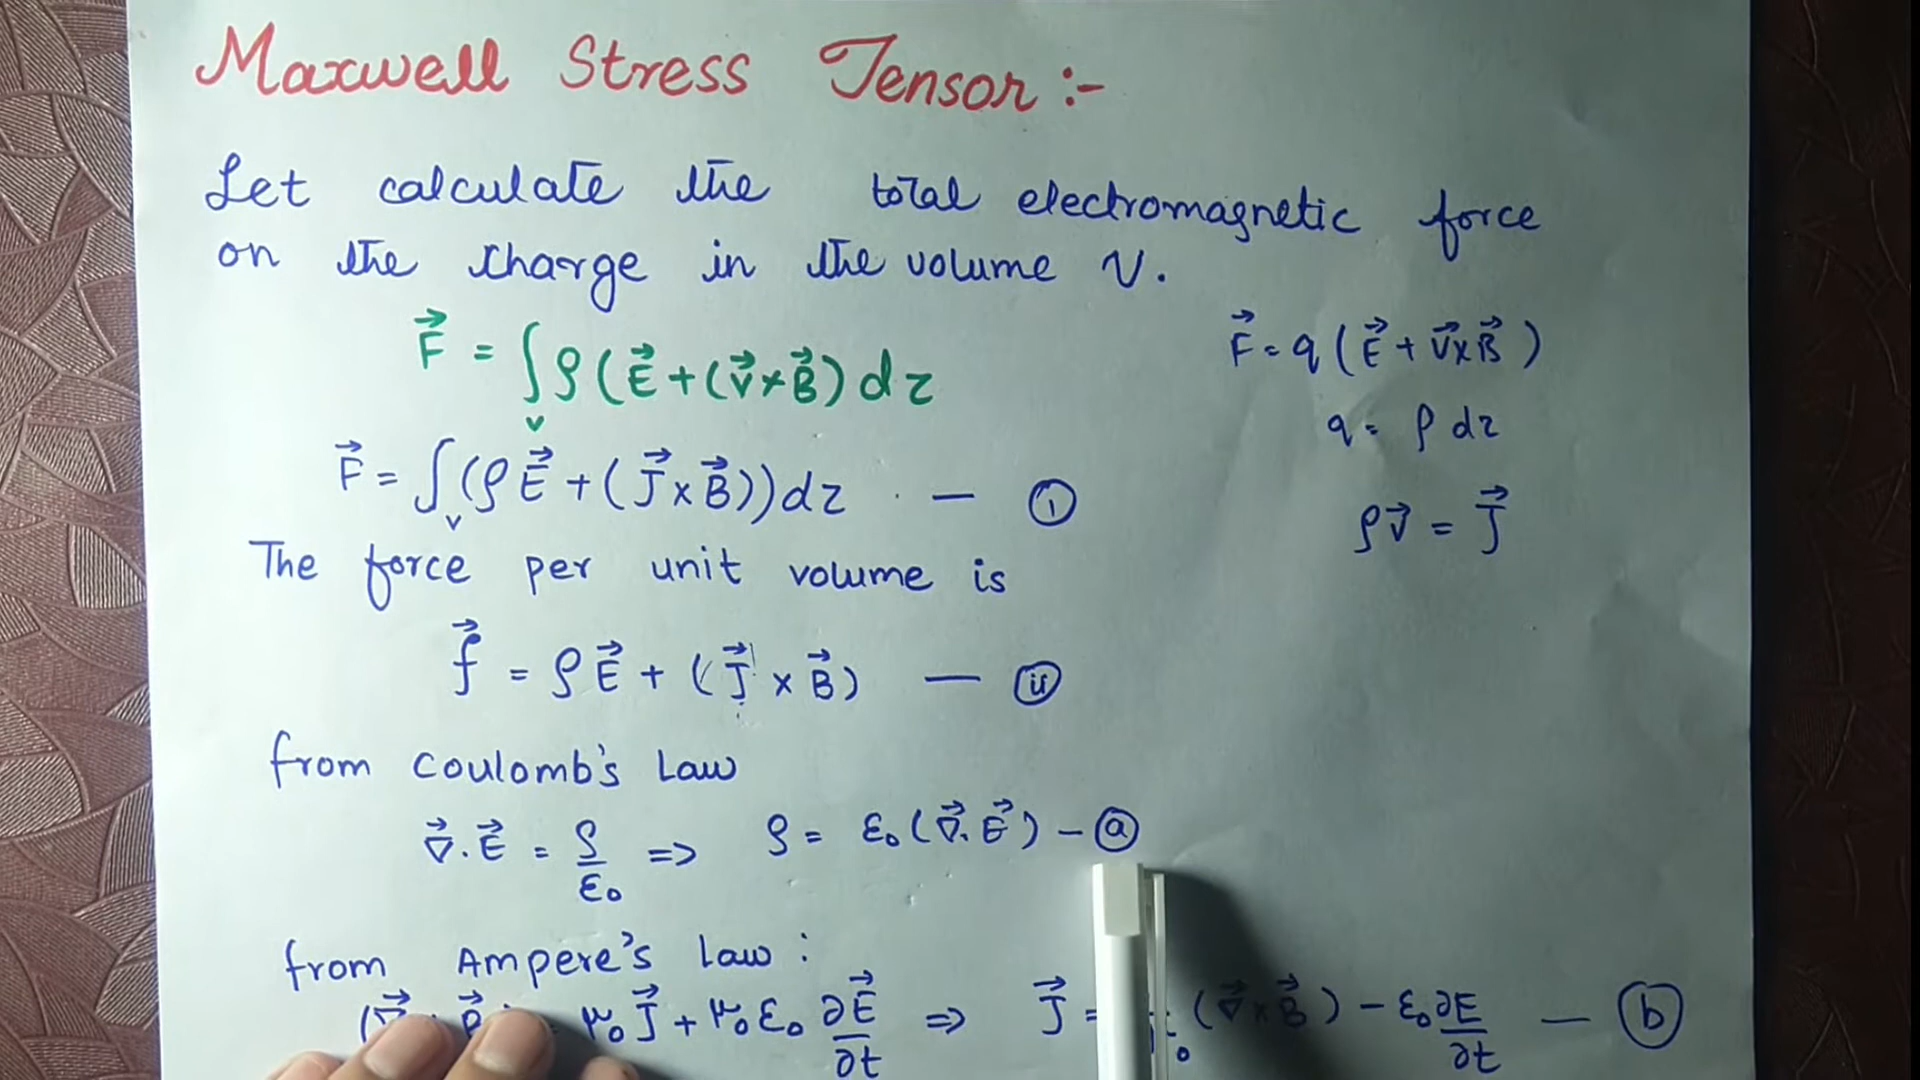 Maxwell Stress Tensor :-
Let calculate the total electromagnetic force
on the charge in the volume V.
F⃗ = ∫ᵥ ρ(E⃗ + (v⃗ × B⃗) dτ
F⃗ = q (E⃗ + v⃗ × B⃗ )
q = ρ dτ
F⃗ = ∫ᵥ (ρE⃗ + (J⃗ × B⃗))dτ — (i)
ρv⃗ = J⃗
The force per unit volume is
f⃗ = ρE⃗ + (J⃗ × B⃗) — (ii)
from Coulomb's Law
∇⃗.E⃗ = ρ/ε₀ => ρ = ε₀(∇⃗.E⃗) - (a)
from Ampere's law :
μ₀J⃗ + μ₀ε₀ ∂E⃗/∂t => J⃗ = (∇⃗×B⃗) - ε₀∂E/∂t — (b)